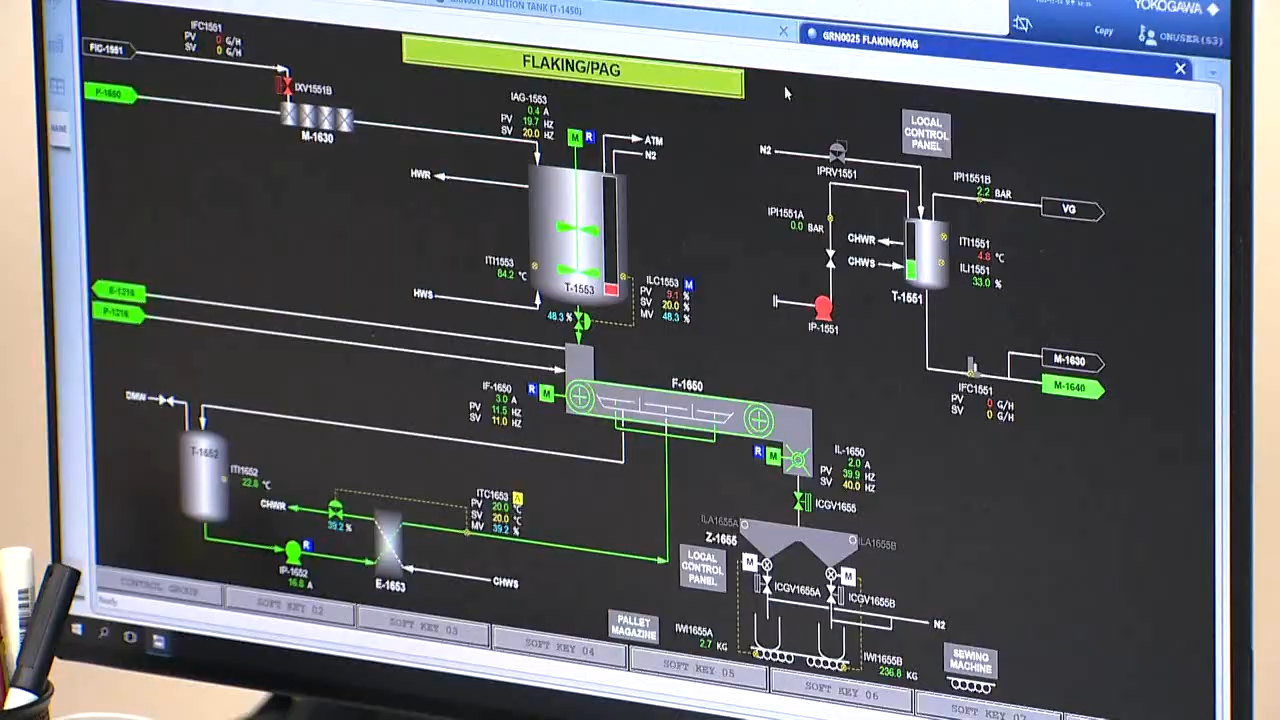 DILUTION TANK (T-1450)
YOKOGAWA
GRN0025 FLAKING/PAG
Copy
ONUSER(S3)
FLAKING/PAG
IFC1551
PV 0 G/H
SV 0 G/H
FIC-1551
IXV1551B
P-1650
M-1630
IAG-1553
0.4 A
PV 19.7 HZ
SV 20.0 HZ
M R
ATM
N2
HWR
LOCAL CONTROL PANEL
N2
IPRV1551
IPI1551B
2.2 BAR
VG
IPI1551A
0.0 BAR
CHWR
CHWS
ITI1551
4.8 °C
ILI1551
33.0 %
T-1551
IP-1551
ITI1553
84.2 °C
T-1553
ILC1553 M
PV 9.1 %
SV 20.0 %
MV 48.3 %
HWS
48.3 %
E-1216
P-1216
M-1630
M-1640
IFC1551
PV 0 G/H
SV 0 G/H
F-1650
IF-1650
3.0 A
PV 11.5 HZ
SV 11.0 HZ
R M
DMW
T-1652
ITI1652
22.8 °C
R M
IL-1650
2.0 A
PV 39.9 HZ
SV 40.0 HZ
ICGV1655
CHWR
39.2 %
ITC1653 A
PV 20.0 °C
SV 20.0 °C
MV 39.2 %
ILA1655A
ILA1655B
Z-1655
R
IP-1652
16.8 A
E-1653
CHWS
LOCAL CONTROL PANEL
M
M
ICGV1655A
ICGV1655B
N2
PALLET MAGAZINE
IWI1655A
2.7 KG
IWI1655B
236.8 KG
SEWING MACHINE
CONTROL GROUP
SOFT KEY 02
SOFT KEY 03
SOFT KEY 04
SOFT KEY 05
SOFT KEY 06
SOFT KEY 07
Ready
NAME